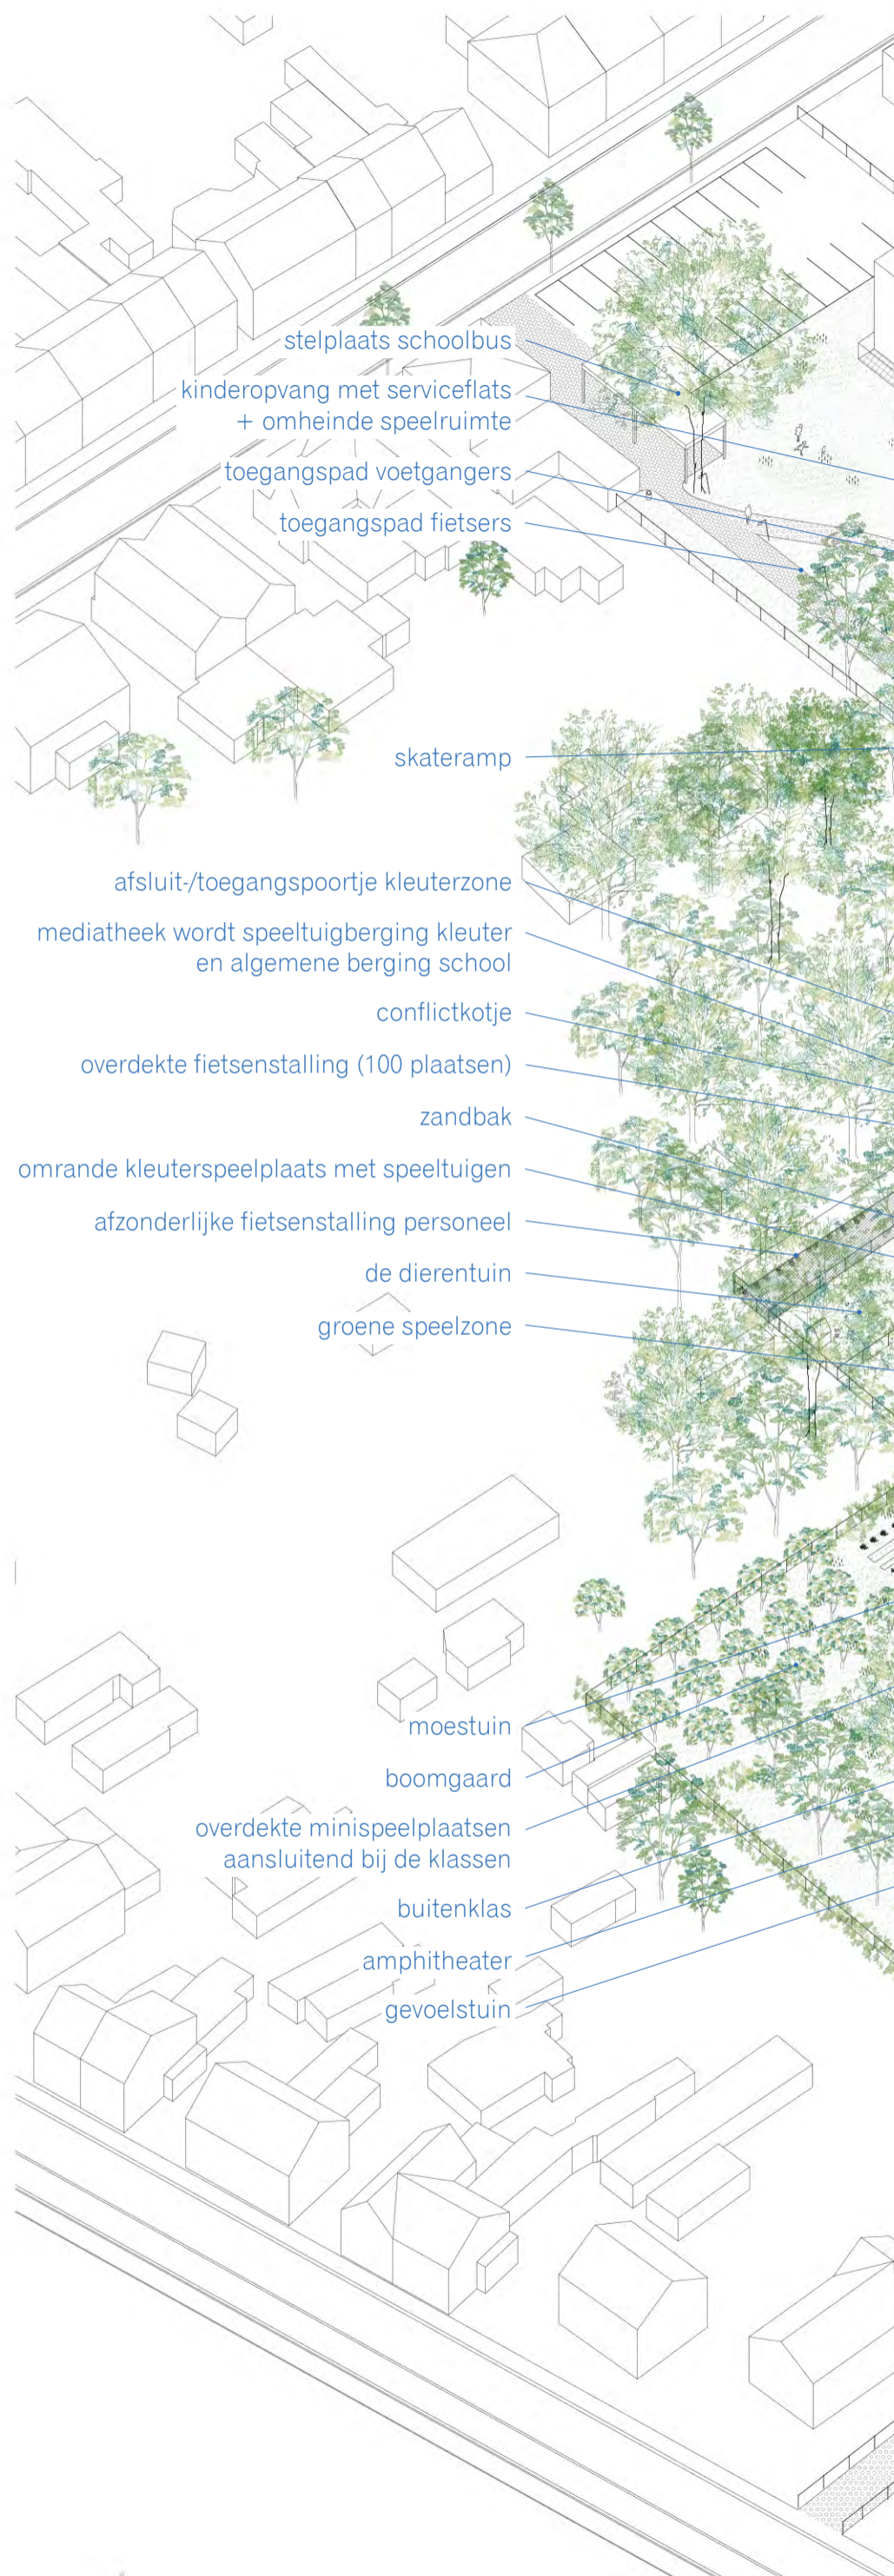 stelplaats schoolbus
kinderopvang met serviceflats
+ omheinde speelruimte
toegangspad voetgangers
toegangspad fietsers
skateramp
afsluit-/toegangspoortje kleuterzone
mediatheek wordt speeltuigberging kleuter
en algemene berging school
conflictkotje
overdekte fietsenstalling (100 plaatsen)
zandbak
omrande kleuterspeelplaats met speeltuigen
afzonderlijke fietsenstalling personeel
de dierentuin
groene speelzone
moestuin
boomgaard
overdekte minispeelplaatsen
aansluitend bij de klassen
buitenklas
amphitheater
gevoelstuin